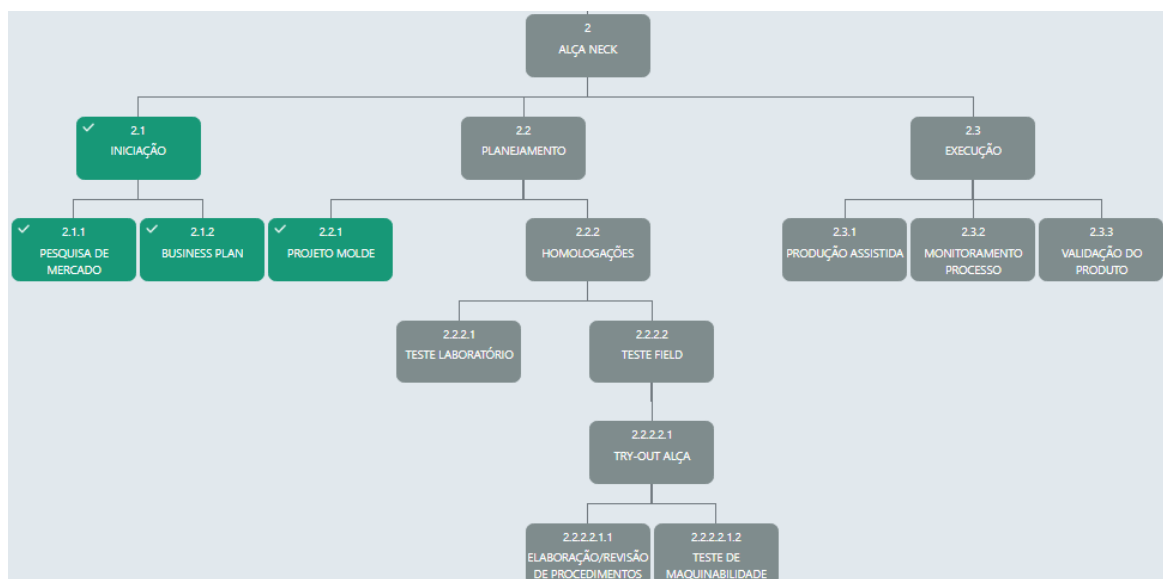 2
ALÇA NECK
2.1
INICIAÇÃO
2.2
PLANEJAMENTO
2.3
EXECUÇÃO
2.1.1
PESQUISA DE
MERCADO
2.1.2
BUSINESS PLAN
2.2.1
PROJETO MOLDE
2.2.2
HOMOLOGAÇÕES
2.3.1
PRODUÇÃO ASSISTIDA
2.3.2
MONITORAMENTO
PROCESSO
2.3.3
VALIDAÇÃO DO
PRODUTO
2.2.2.1
TESTE LABORATÓRIO
2.2.2.2
TESTE FIELD
2.2.2.2.1
TRY-OUT ALÇA
2.2.2.2.1.1
ELABORAÇÃO/REVISÃO
DE PROCEDIMENTOS
2.2.2.2.1.2
TESTE DE
MAQUINABILIDADE